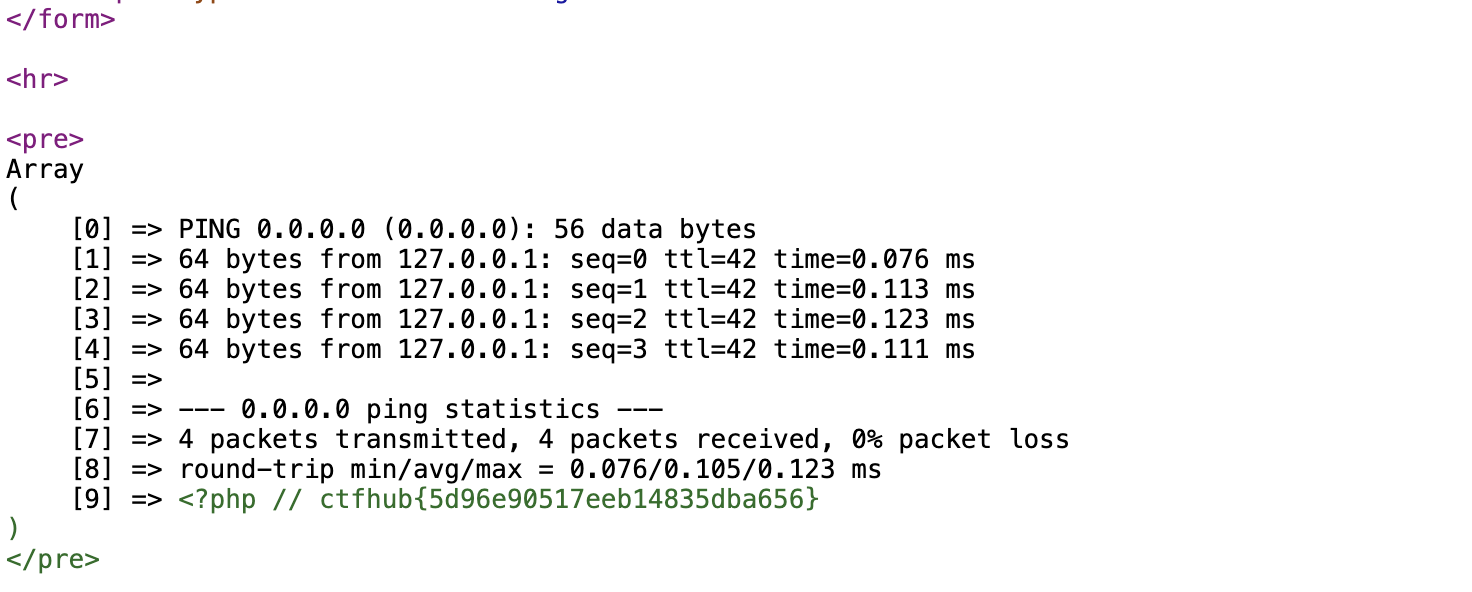 </form>
<hr>
<pre>
Array
(
    [0] => PING 0.0.0.0 (0.0.0.0): 56 data bytes
    [1] => 64 bytes from 127.0.0.1: seq=0 ttl=42 time=0.076 ms
    [2] => 64 bytes from 127.0.0.1: seq=1 ttl=42 time=0.113 ms
    [3] => 64 bytes from 127.0.0.1: seq=2 ttl=42 time=0.123 ms
    [4] => 64 bytes from 127.0.0.1: seq=3 ttl=42 time=0.111 ms
    [5] =>
    [6] => --- 0.0.0.0 ping statistics ---
    [7] => 4 packets transmitted, 4 packets received, 0% packet loss
    [8] => round-trip min/avg/max = 0.076/0.105/0.123 ms
    [9] => <?php // ctfhub{5d96e90517eeb14835dba656}
)
</pre>